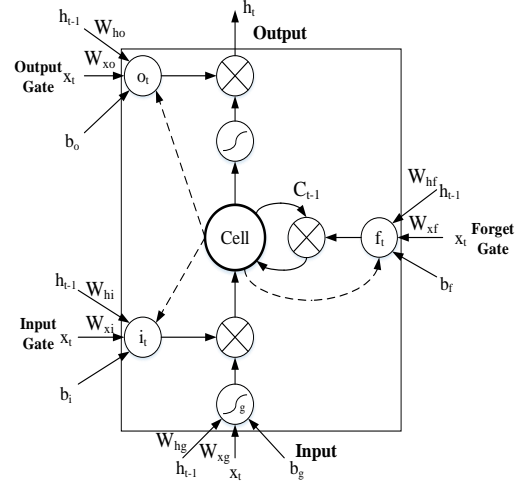 h_t
Output
h_{t-1} W_{ho}
Output Gate x_t W_{xo} o_t
b_o
C_{t-1}
Cell
W_{hf}
h_{t-1}
f_t W_{xf} x_t Forget Gate
b_f
h_{t-1} W_{hi}
Input Gate x_t W_{xi} i_t
b_i
g
W_{hg} W_{xg} Input
h_{t-1} x_t b_g